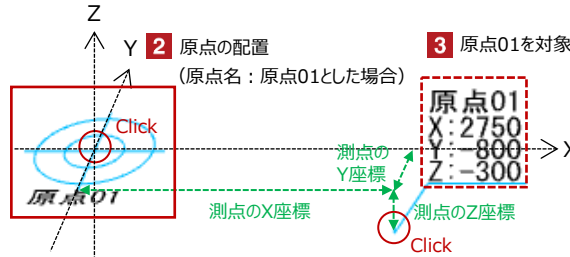 Z
Y
2 原点の配置
(原点名：原点01とした場合)
3 原点01を対象
Click
原点01
原点01
X:2750
Y:-800
Z:-300
X
測点の
Y座標
測点のX座標
測点のZ座標
Click